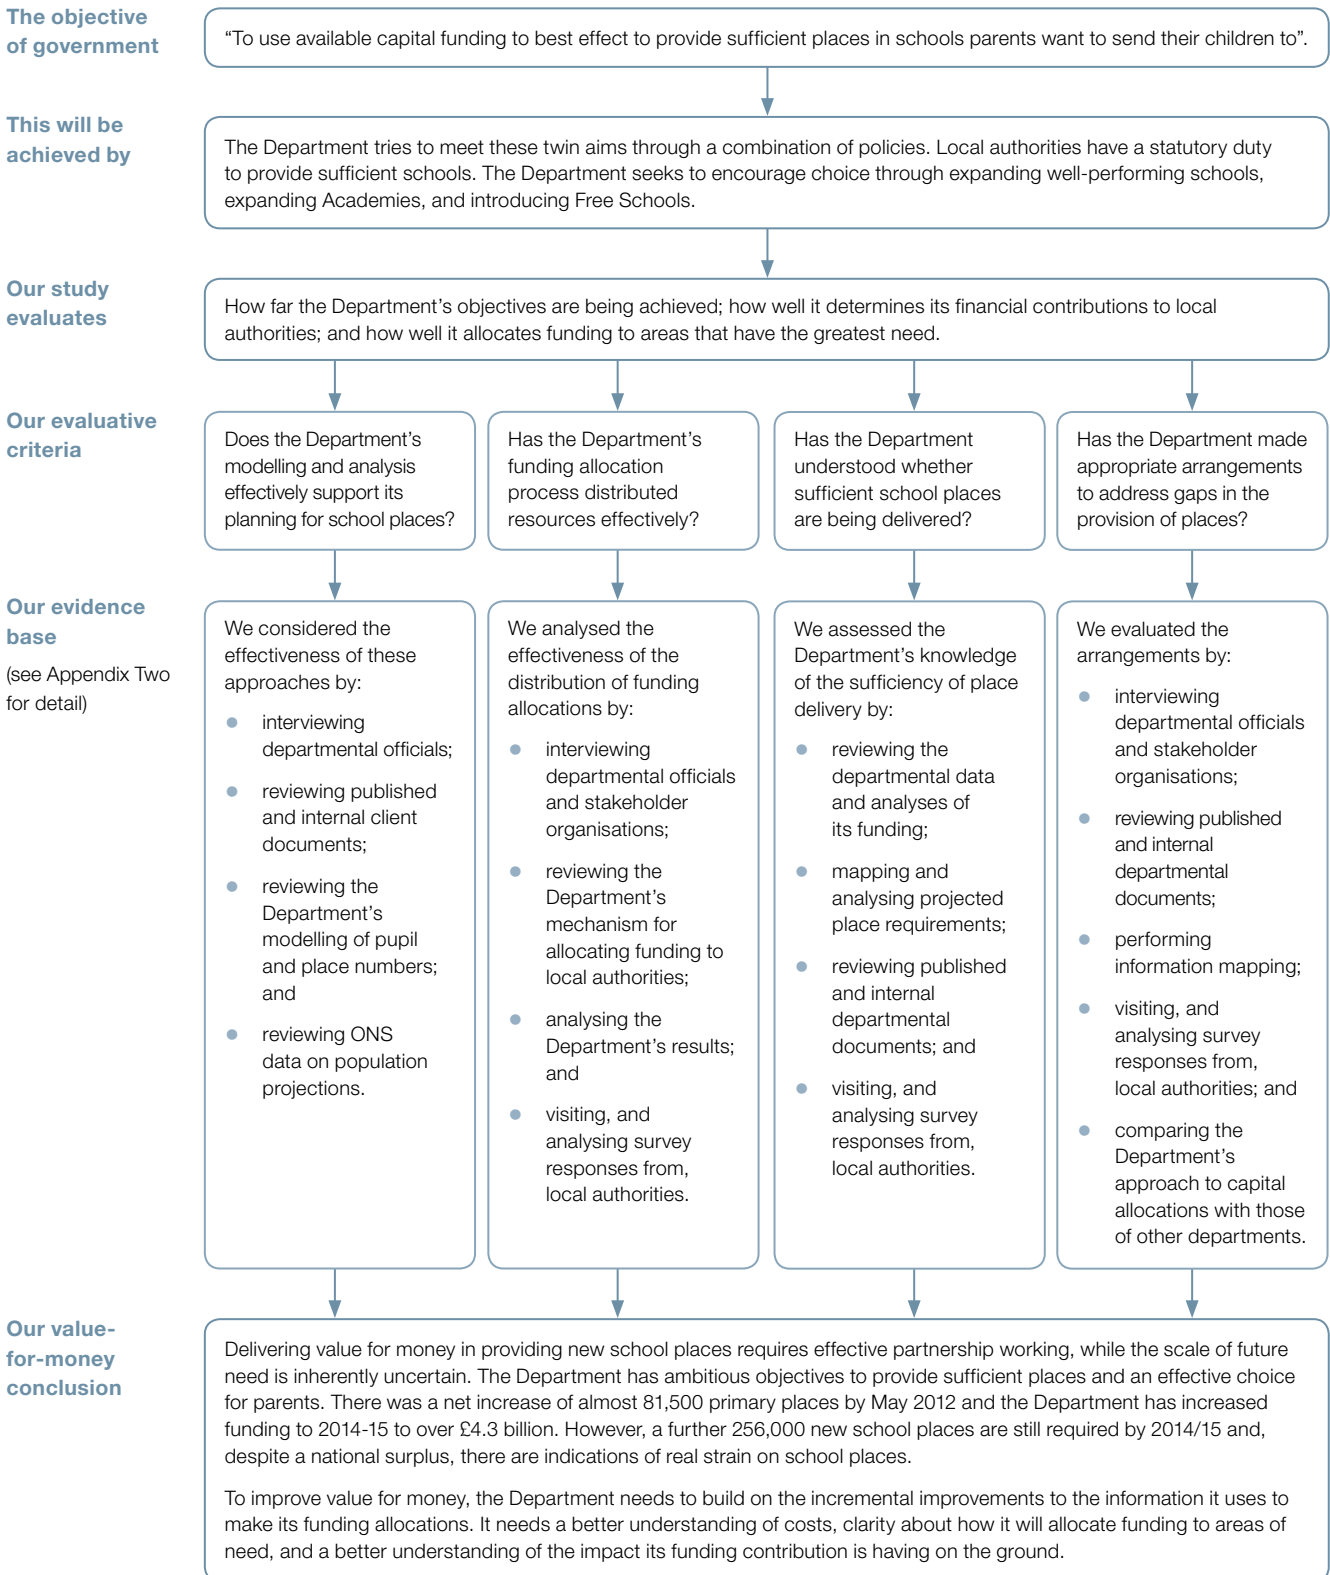 The objective
of government
“To use available capital funding to best effect to provide sufficient places in schools parents want to send their children to”.
This will be
achieved by
The Department tries to meet these twin aims through a combination of policies. Local authorities have a statutory duty
to provide sufficient schools. The Department seeks to encourage choice through expanding well-performing schools,
expanding Academies, and introducing Free Schools.
Our study
evaluates
How far the Department’s objectives are being achieved; how well it determines its financial contributions to local
authorities; and how well it allocates funding to areas that have the greatest need.
Our evaluative
criteria
Does the Department’s
modelling and analysis
effectively support its
planning for school places?
Has the Department’s
funding allocation
process distributed
resources effectively?
Has the Department
understood whether
sufficient school places
are being delivered?
Has the Department made
appropriate arrangements
to address gaps in the
provision of places?
Our evidence
base
(see Appendix Two
for detail)
We considered the
effectiveness of these
approaches by:
• interviewing
departmental officials;
• reviewing published
and internal client
documents;
• reviewing the
Department’s
modelling of pupil
and place numbers;
and
• reviewing ONS
data on population
projections.
We analysed the
effectiveness of the
distribution of funding
allocations by:
• interviewing
departmental officials
and stakeholder
organisations;
• reviewing the
Department’s
mechanism for
allocating funding to
local authorities;
• analysing the
Department’s results;
and
• visiting, and
analysing survey
responses from,
local authorities.
We assessed the
Department’s knowledge
of the sufficiency of place
delivery by:
• reviewing the
departmental data
and analyses of
its funding;
• mapping and
analysing projected
place requirements;
• reviewing published
and internal
departmental
documents; and
• visiting, and
analysing survey
responses from,
local authorities.
We evaluated the
arrangements by:
• interviewing
departmental officials
and stakeholder
organisations;
• reviewing published
and internal
departmental
documents;
• performing
information mapping;
• visiting, and
analysing survey
responses from,
local authorities; and
• comparing the
Department’s
approach to capital
allocations with those
of other departments.
Our value-
for-money
conclusion
Delivering value for money in providing new school places requires effective partnership working, while the scale of future
need is inherently uncertain. The Department has ambitious objectives to provide sufficient places and an effective choice
for parents. There was a net increase of almost 81,500 primary places by May 2012 and the Department has increased
funding to 2014-15 to over £4.3 billion. However, a further 256,000 new school places are still required by 2014/15 and,
despite a national surplus, there are indications of real strain on school places.
To improve value for money, the Department needs to build on the incremental improvements to the information it uses to
make its funding allocations. It needs a better understanding of costs, clarity about how it will allocate funding to areas of
need, and a better understanding of the impact its funding contribution is having on the ground.